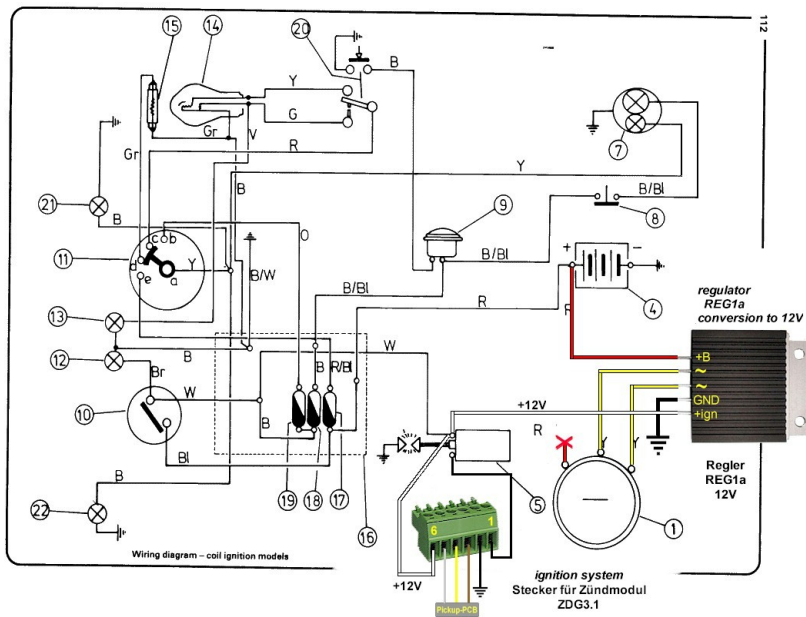 112
15
14
20
B
Y
G
Gr
V
R
Gr
7
Y
B
21
B
c
b
9
B/Bl
8
11
d
a
Y
e
O
B/W
B/Bl
B/Bl
+
−
4
R
R
regulator
REG1a
conversion to 12V
13
12
B
Br
W
W
B
R/Bl
+B
~
~
GND
+ign
10
B
+12V
R
Y
Y
Bl
19
18
17
16
5
1
Regler
REG1a
12V
B
22
6
1
Wiring diagram – coil ignition models
+12V
Pickup-PCB
ignition system
Stecker für Zündmodul
ZDG3.1